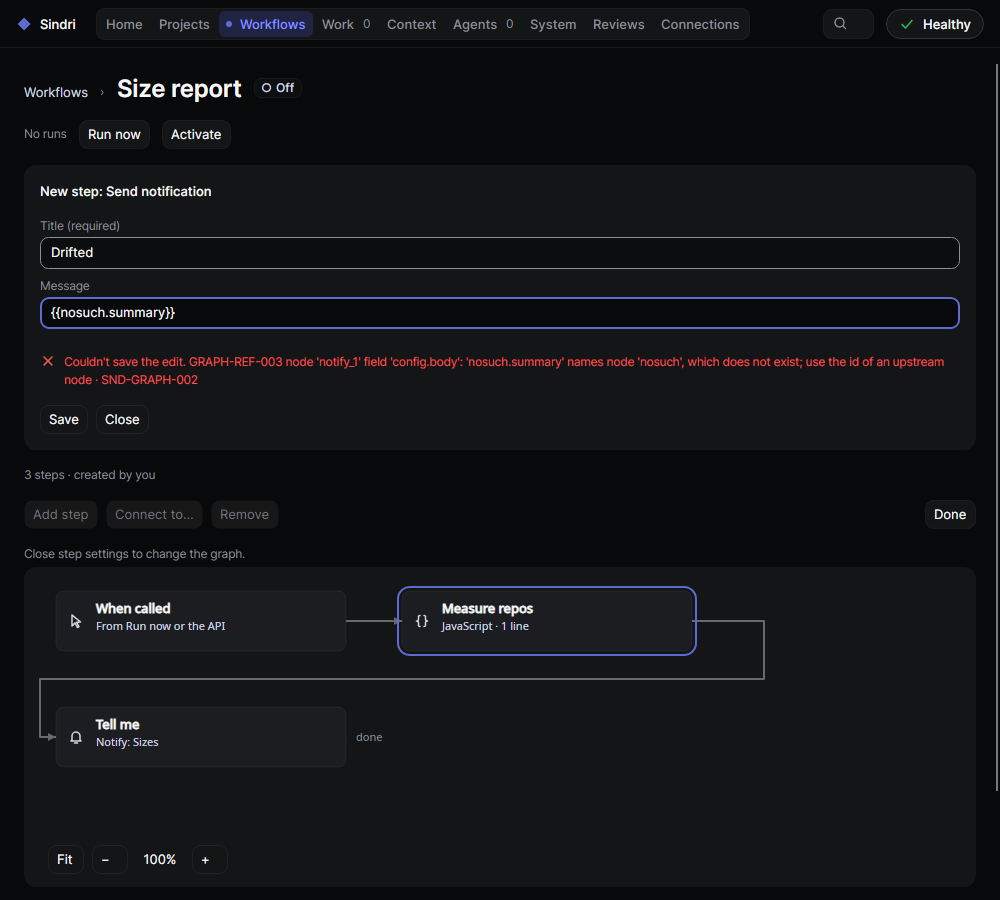 Sindri Home Projects Workflows Work 0 Context Agents 0 System Reviews Connections Healthy
Workflows › Size report Off
No runs Run now Activate
New step: Send notification
Title (required)
Drifted
Message
{{nosuch.summary}}
Couldn't save the edit. GRAPH-REF-003 node 'notify_1' field 'config.body': 'nosuch.summary' names node 'nosuch', which does not exist; use the id of an upstream
node · SND-GRAPH-002
Save Close
3 steps · created by you
Add step Connect to... Remove Done
Close step settings to change the graph.
When called
From Run now or the API
{} Measure repos
JavaScript · 1 line
Tell me
Notify: Sizes
done
Fit − 100% +